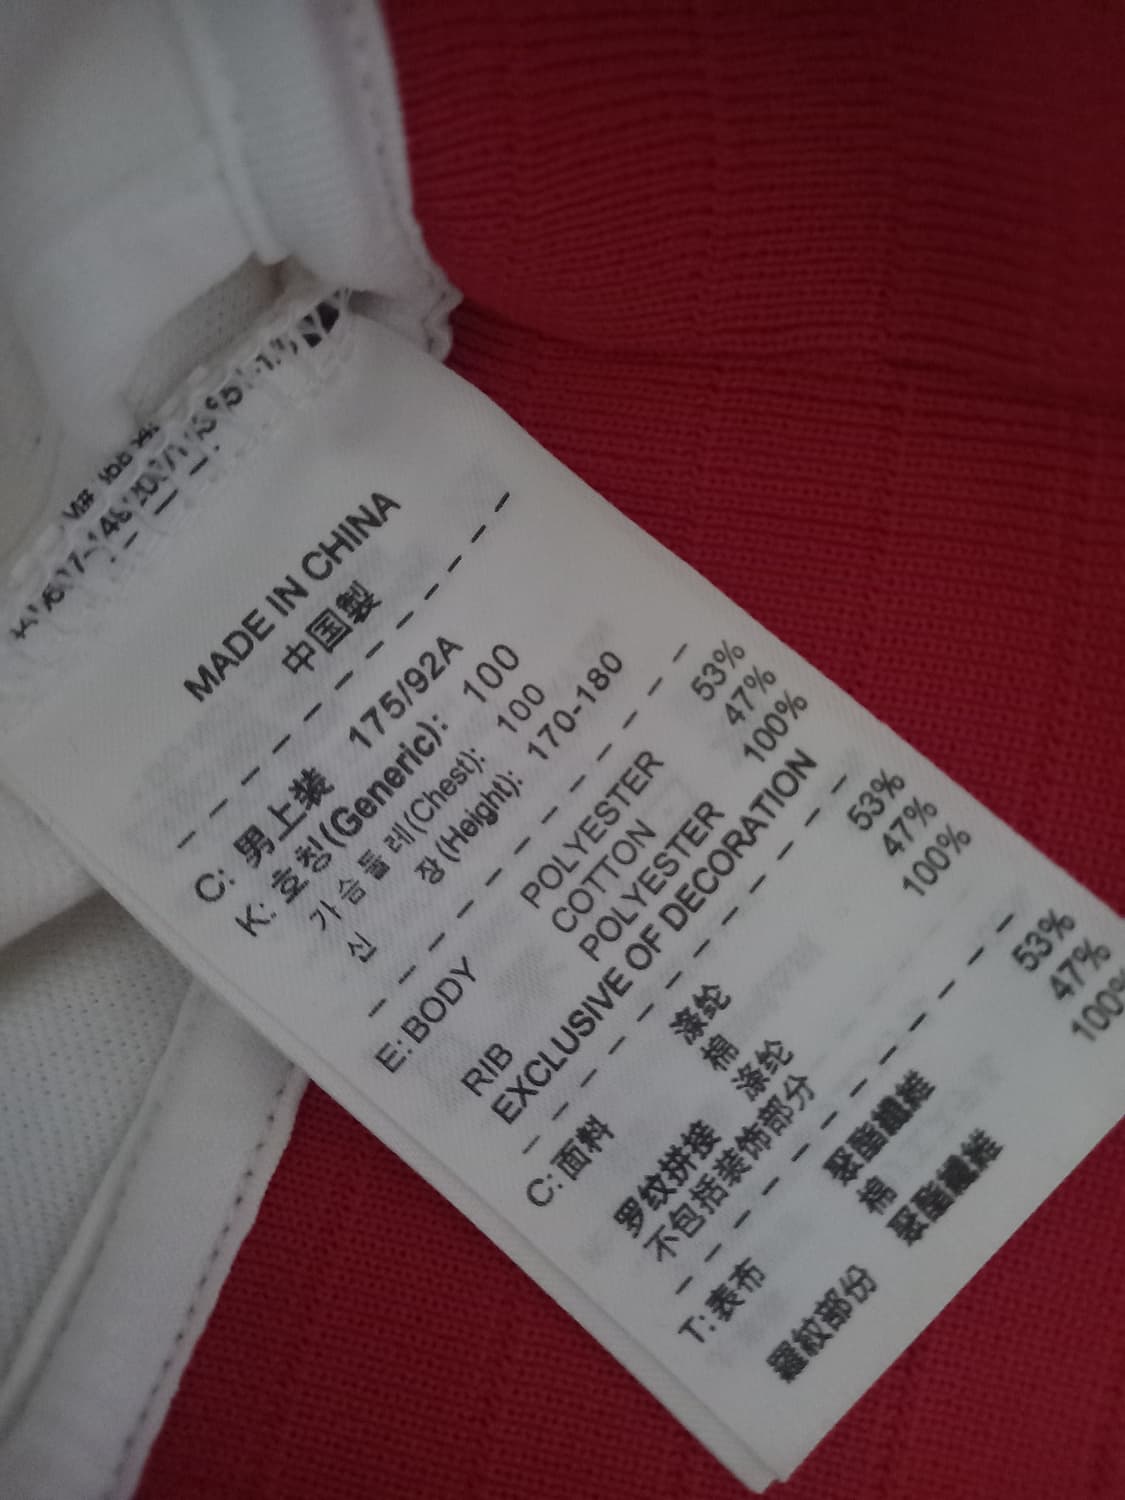 MADE IN CHINA
中国製
C: 男上装 175/92A
K: 호칭(Generic): 100
가슴둘레(Chest): 100
신 장(Height): 170-180
E: BODY POLYESTER 53%
COTTON 47%
RIB POLYESTER 100%
EXCLUSIVE OF DECORATION
C: 面料 涤纶 53%
棉 47%
罗纹拼接 涤纶 100%
不包括装饰部分
T: 表布 聚酯纖維 53%
棉 47%
羅紋部份 聚酯纖維 100%